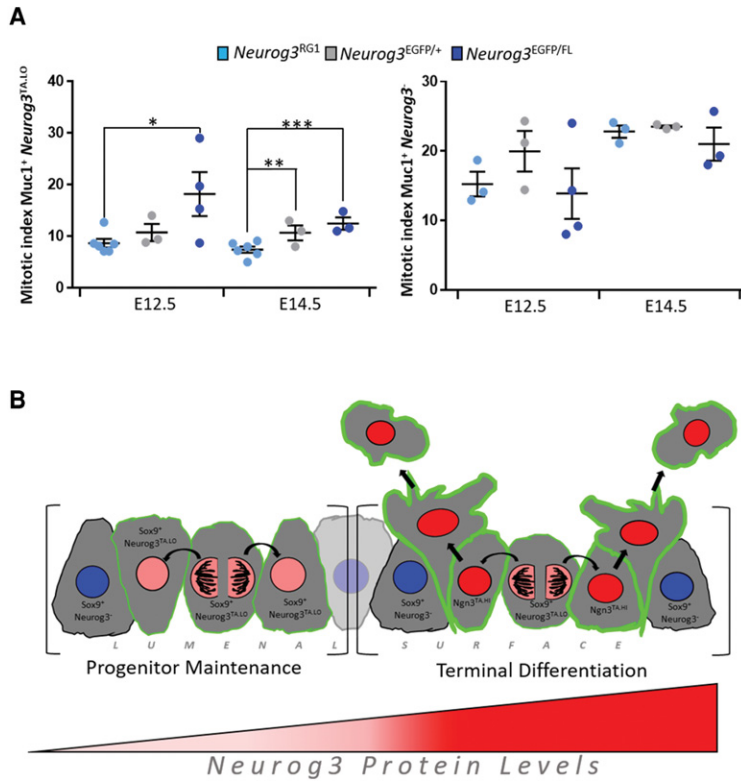 A
Neurog3RG1 Neurog3EGFP/+ Neurog3EGFP/FL
Mitotic index Muc1+ Neurog3TA.LO
40
30
20
10
0
*
***
**
E12.5 E14.5
Mitotic index Muc1+ Neurog3-
30
20
10
0
E12.5 E14.5
B
Sox9+
Neurog3-
Sox9+
Neurog3TA.LO
Sox9+
Neurog3TA.LO
Sox9+
Neurog3TA.LO
Sox9+
Neurog3-
Ngn3TA.HI
Sox9+
Neurog3TA.LO
Ngn3TA.HI
Sox9+
Neurog3-
LUMENAL SURFACE
Progenitor Maintenance Terminal Differentiation
Neurog3 Protein Levels